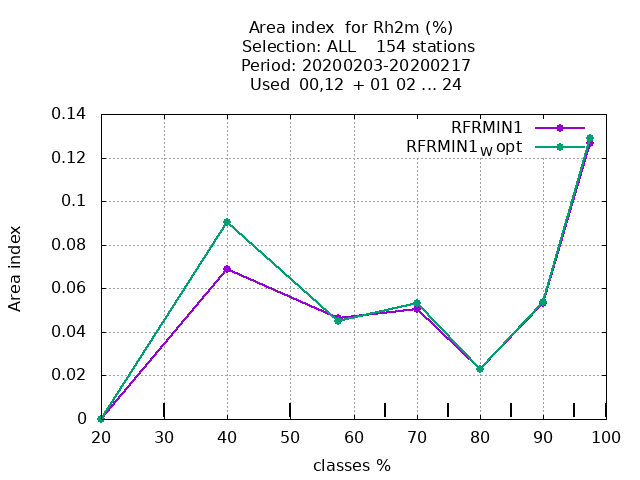 Area index  for Rh2m (%)
Selection: ALL    154 stations
Period: 20200203-20200217
Used  00,12  + 01 02 ... 24
RFRMIN1
RFRMIN1W opt
0.14
0.12
0.1
0.08
0.06
0.04
0.02
0
Area index
20 30 40 50 60 70 80 90 100
classes %